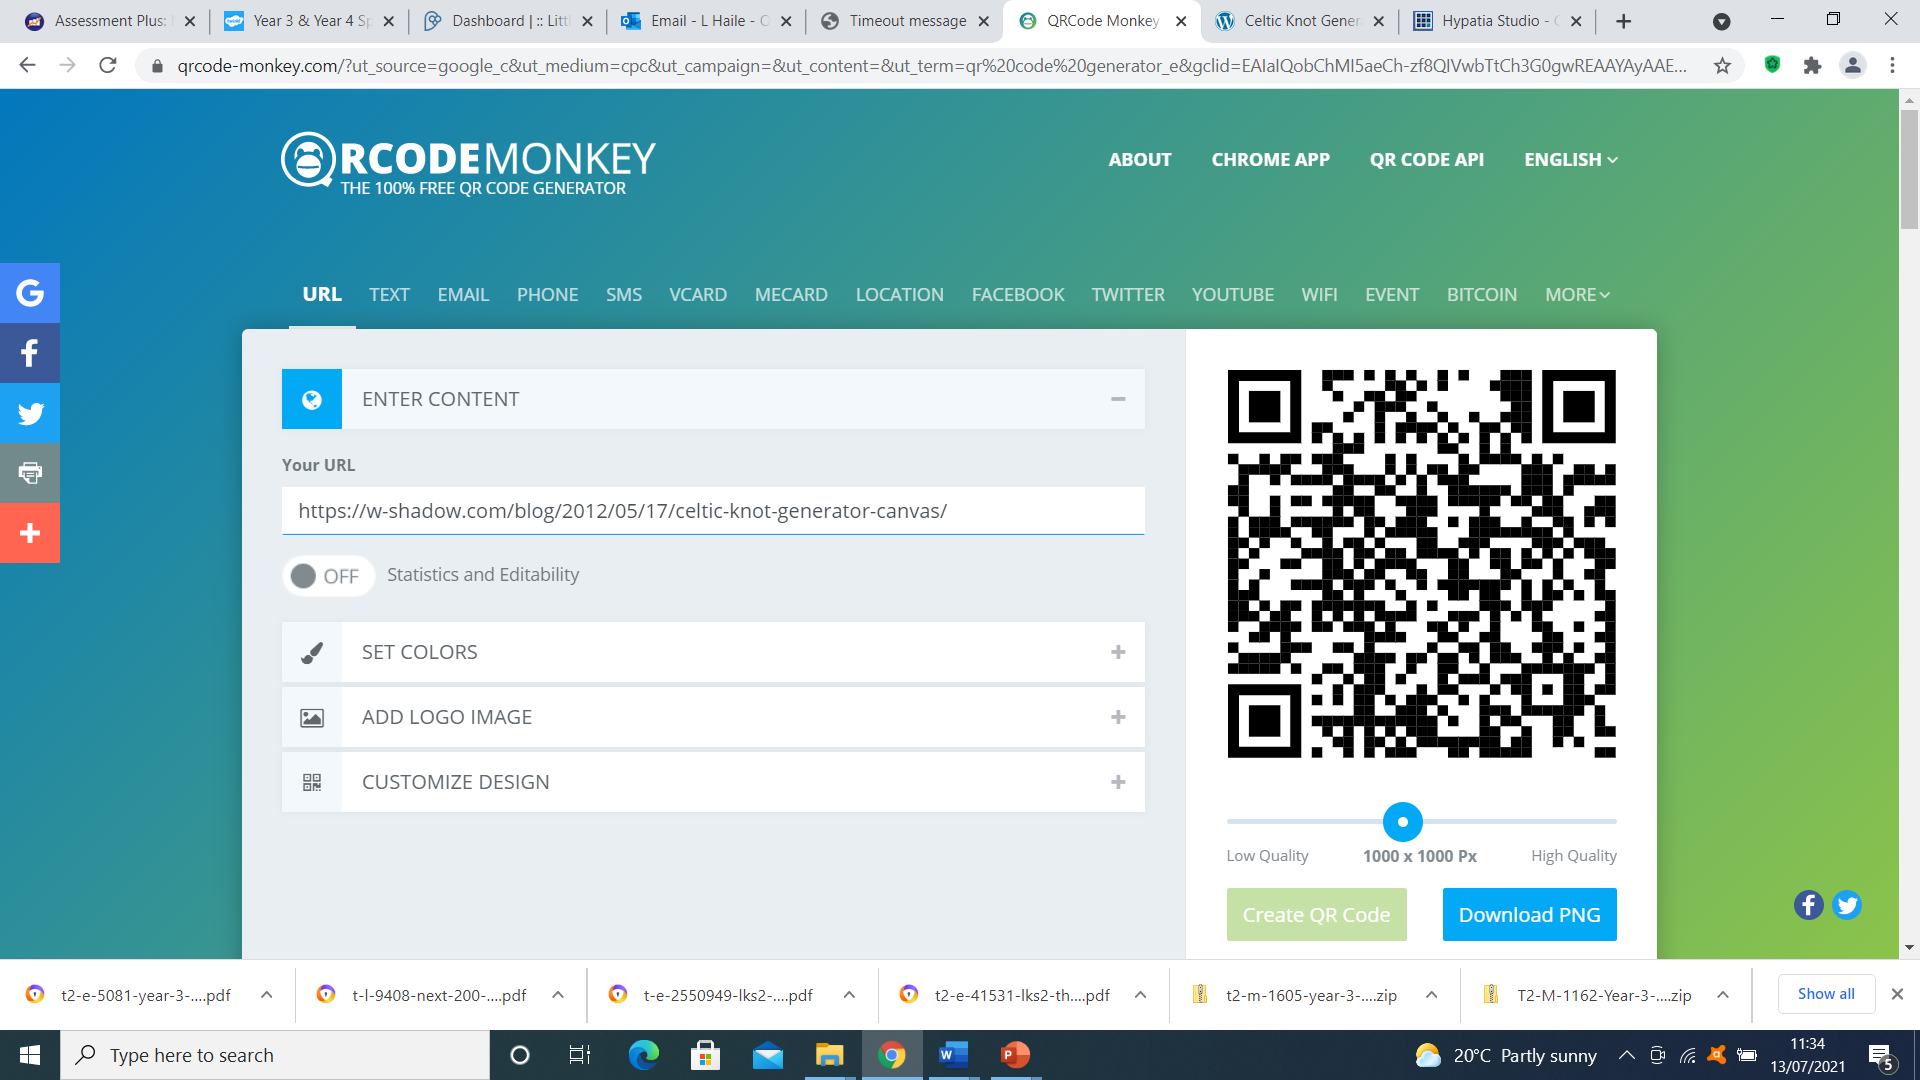 Assessment Plus:
Year 3 & Year 4 Sp
Dashboard | :: Littl
Email - L Haile - O
Timeout message
QRCode Monkey
Celtic Knot Gener
Hypatia Studio - 
qrcode-monkey.com/?ut_source=google_c&ut_medium=cpc&ut_campaign=&ut_content=&ut_term=qr%20code%20generator_e&gclid=EAIaIQobChMI5aeCh-zf8QIVwbTtCh3G0gwREAAYAyAAE...
QRCODEMONKEY
THE 100% FREE QR CODE GENERATOR
ABOUT
CHROME APP
QR CODE API
ENGLISH
URL TEXT EMAIL PHONE SMS VCARD MECARD LOCATION FACEBOOK TWITTER YOUTUBE WIFI EVENT BITCOIN MORE
ENTER CONTENT
Your URL
https://w-shadow.com/blog/2012/05/17/celtic-knot-generator-canvas/
OFF Statistics and Editability
SET COLORS
ADD LOGO IMAGE
CUSTOMIZE DESIGN
Low Quality
1000 x 1000 Px
High Quality
Create QR Code
Download PNG
t2-e-5081-year-3-....pdf
t-l-9408-next-200-....pdf
t-e-2550949-lks2-....pdf
t2-e-41531-lks2-th....pdf
t2-m-1605-year-3-....zip
T2-M-1162-Year-3-....zip
Show all
Type here to search
20°C Partly sunny
11:34
13/07/2021
5